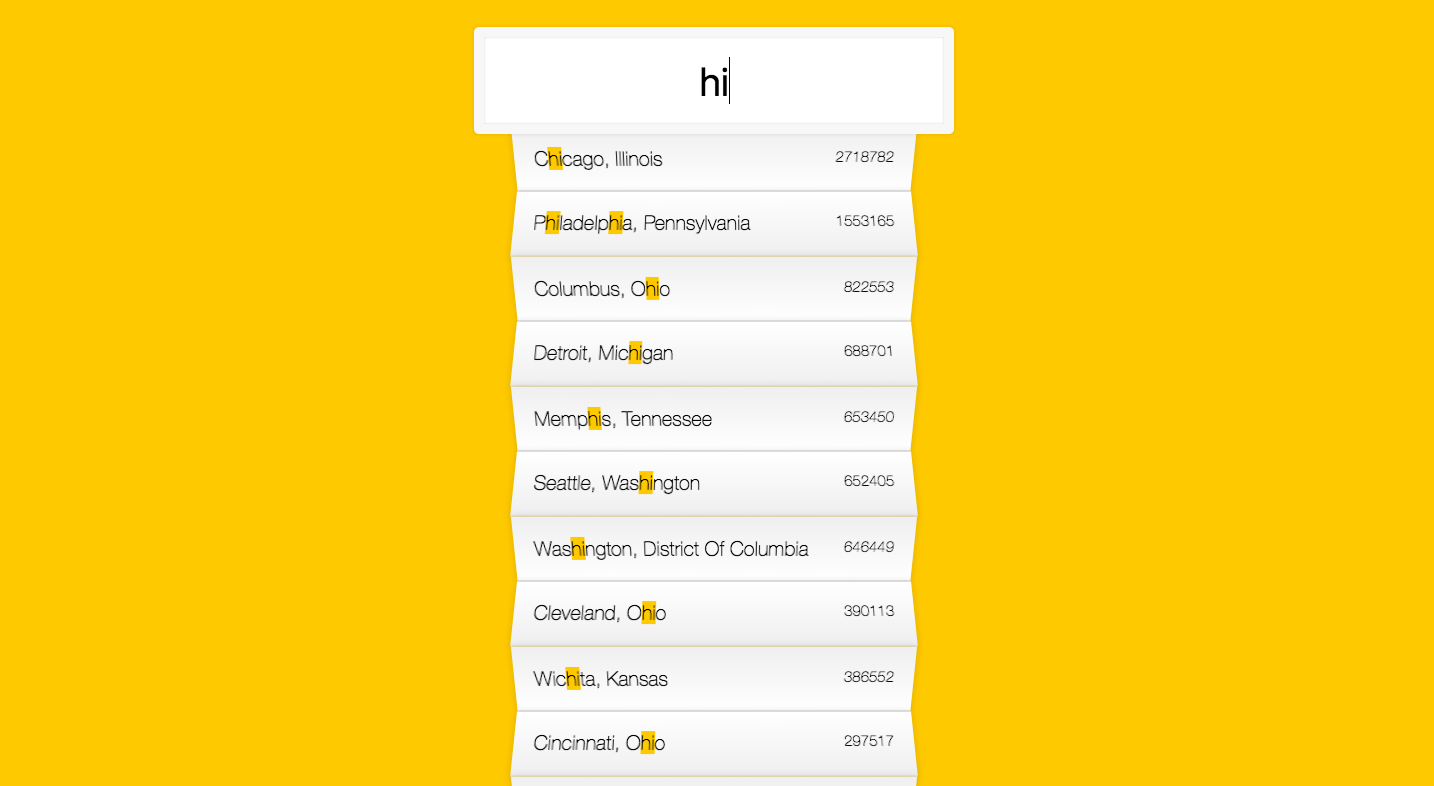 hi
Chicago, Illinois 2718782
Philadelphia, Pennsylvania 1553165
Columbus, Ohio 822553
Detroit, Michigan 688701
Memphis, Tennessee 653450
Seattle, Washington 652405
Washington, District Of Columbia 646449
Cleveland, Ohio 390113
Wichita, Kansas 386552
Cincinnati, Ohio 297517